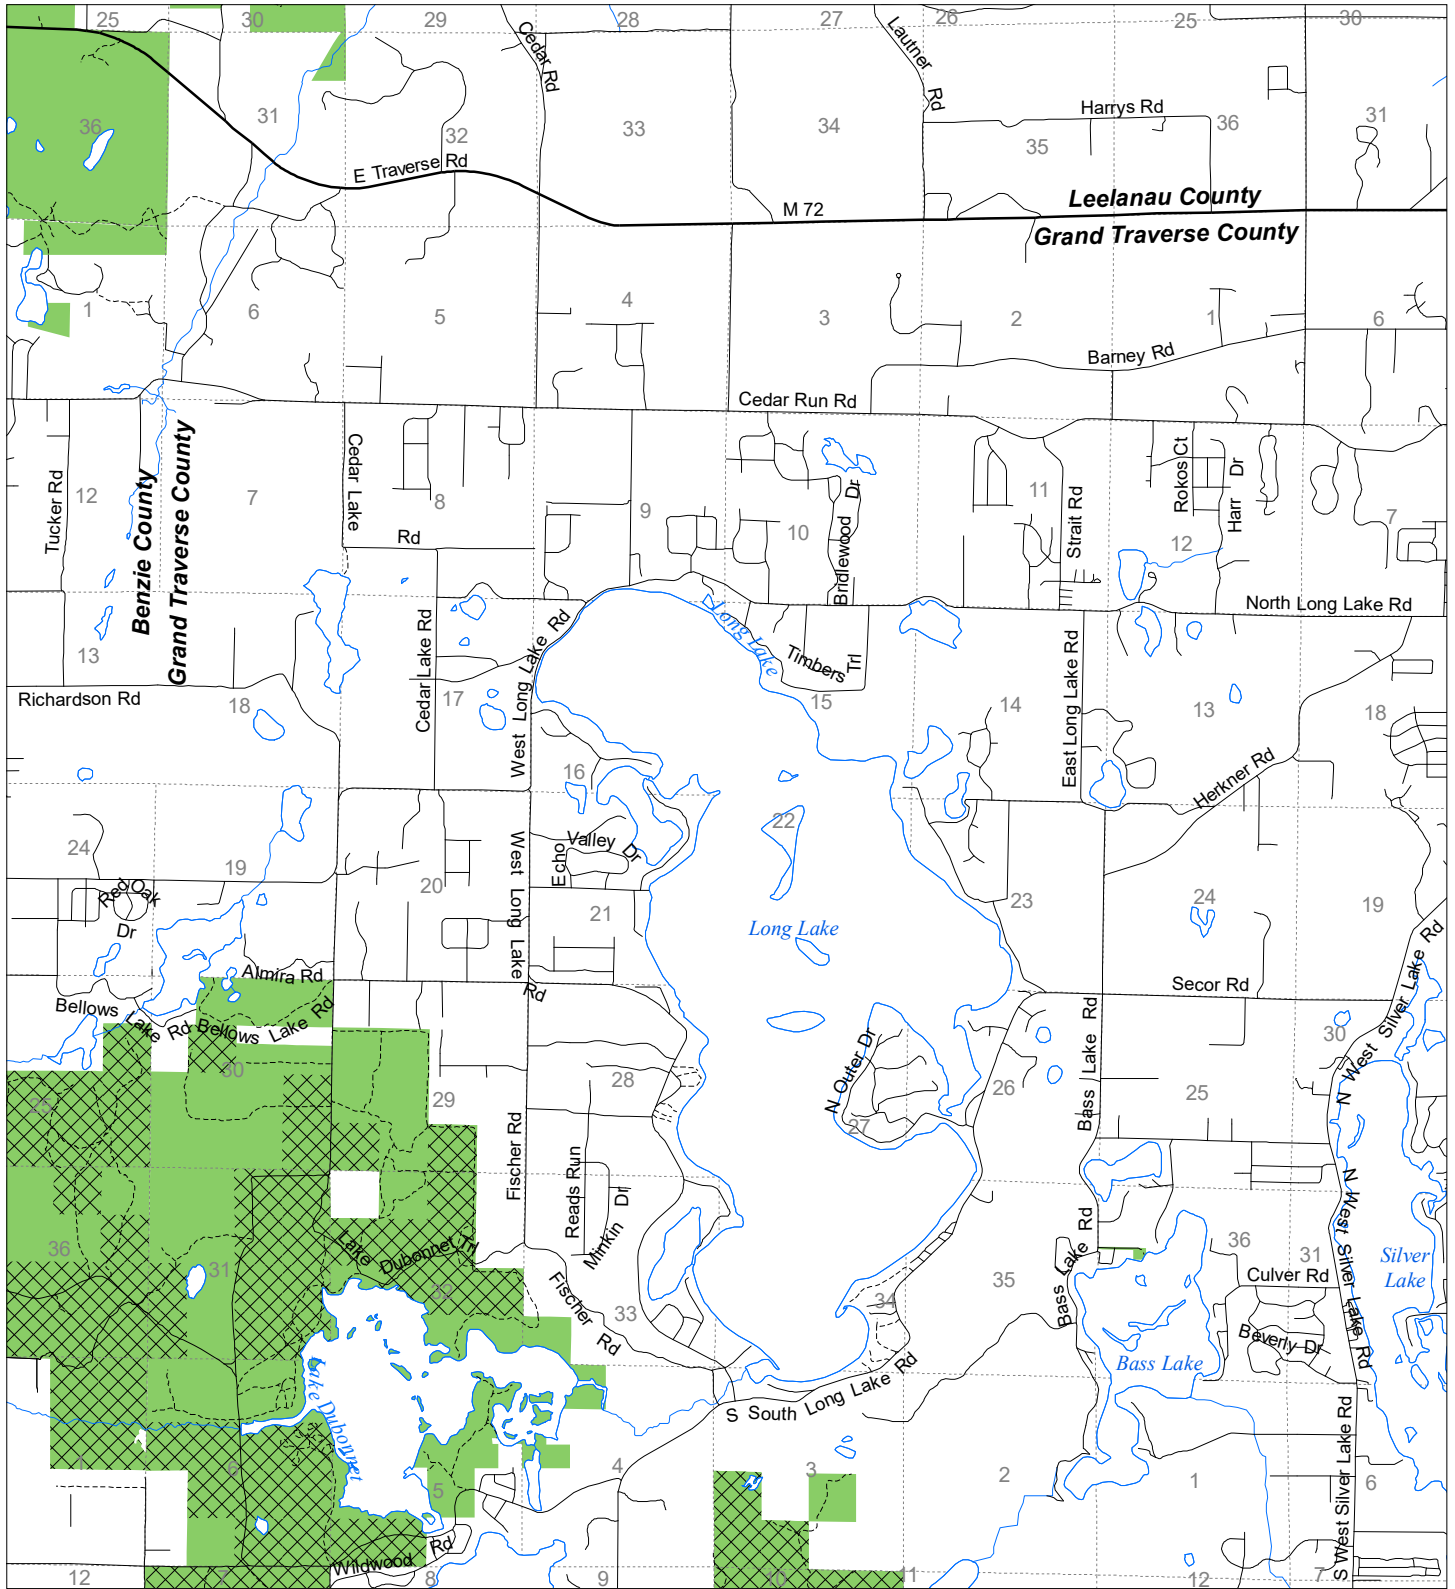 25
30
29
28
27
26
25
30
Cedar Rd
Lautner
Rd
Harrys Rd
36
31
32
33
34
35
36
31
E Traverse Rd
M 72
Leelanau County
Grand Traverse County
1
6
5
4
3
2
1
6
Barney Rd
Cedar Run Rd
Tucker Rd
12
Benzie County
Grand Traverse County
7
Cedar Lake
Rd
8
9
10
Bridlewood
Dr
11
Strait Rd
Rokos Ct
Harr
Dr
12
7
North Long Lake Rd
13
Richardson Rd
18
Cedar Lake Rd
17
West Long Lake Rd
Long Lake
Timbers
Trl
15
14
East Long Lake Rd
13
18
Herkner Rd
16
22
Echo
Valley
Dr
24
19
20
West Long Lake
Rd
21
Red Oak
Dr
Long Lake
23
24
19
Almira Rd
Bellows
Lake Rd
Bellows Lake Rd
Secor Rd
N West Silver Lake Rd
30
25
30
29
28
N Outer Dr
27
26
Bass Lake Rd
25
Fischer Rd
Reads Run
Minkin
Dr
36
31
Lake
Dubonnet Trl
32
Fischer
Rd
33
34
35
Bass Lake Rd
36
31
Culver Rd
Beverly Dr
N West Silver Lake Rd
Silver
Lake
Bass Lake
Lake Dubonnet
S South Long Lake Rd
1
6
5
4
3
2
1
6
S West Silver Lake Rd
Wildwood
Rd
12
7
8
9
10
11
12
7